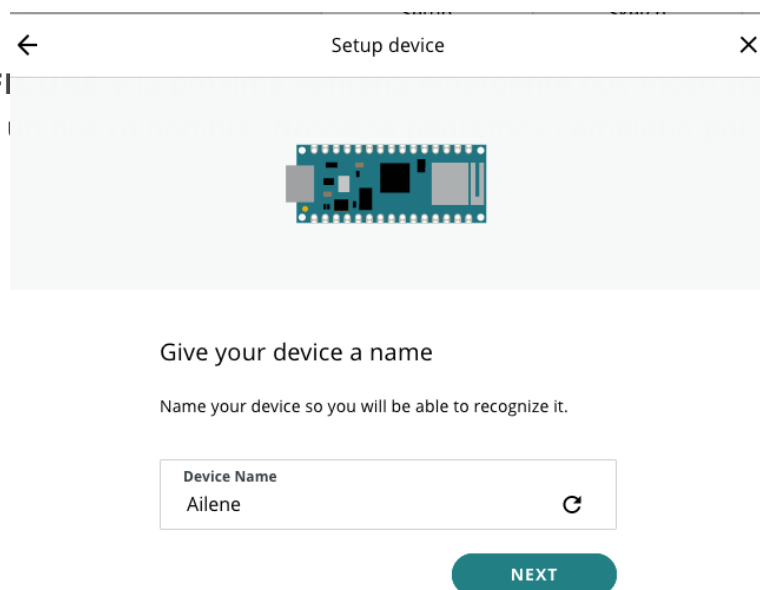 Setup device
Give your device a name
Name your device so you will be able to recognize it.
Device Name
Ailene
NEXT